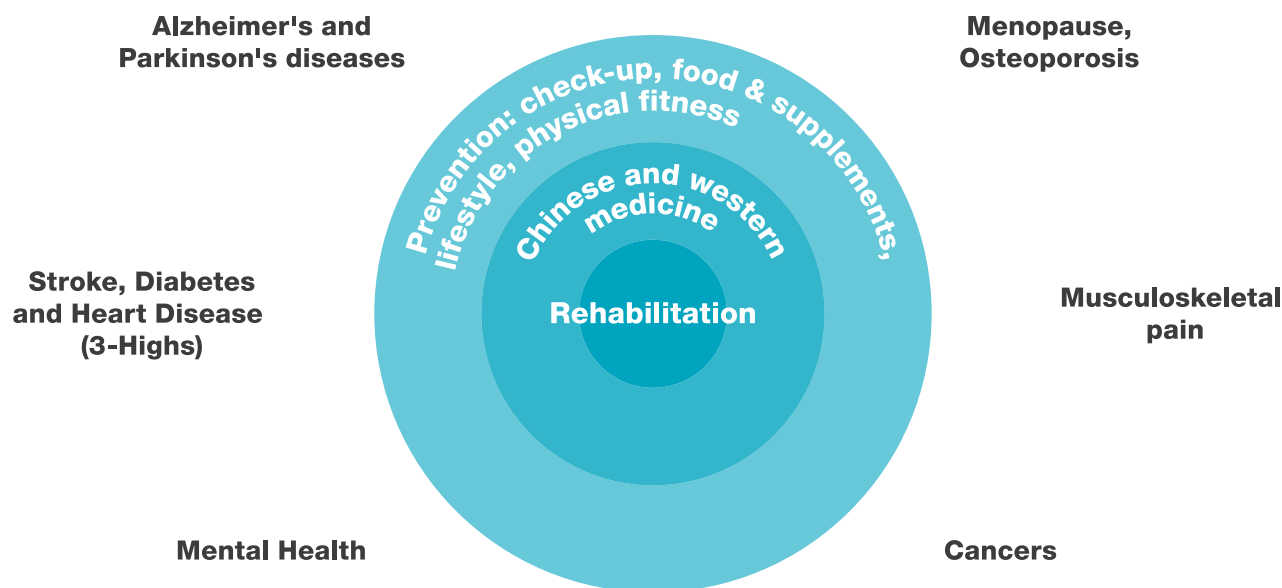 Alzheimer's and
Parkinson's diseases
Menopause,
Osteoporosis
Prevention: check-up, food & supplements,
lifestyle, physical fitness
Chinese and western
medicine
Rehabilitation
Stroke, Diabetes
and Heart Disease
(3-Highs)
Musculoskeletal
pain
Mental Health
Cancers